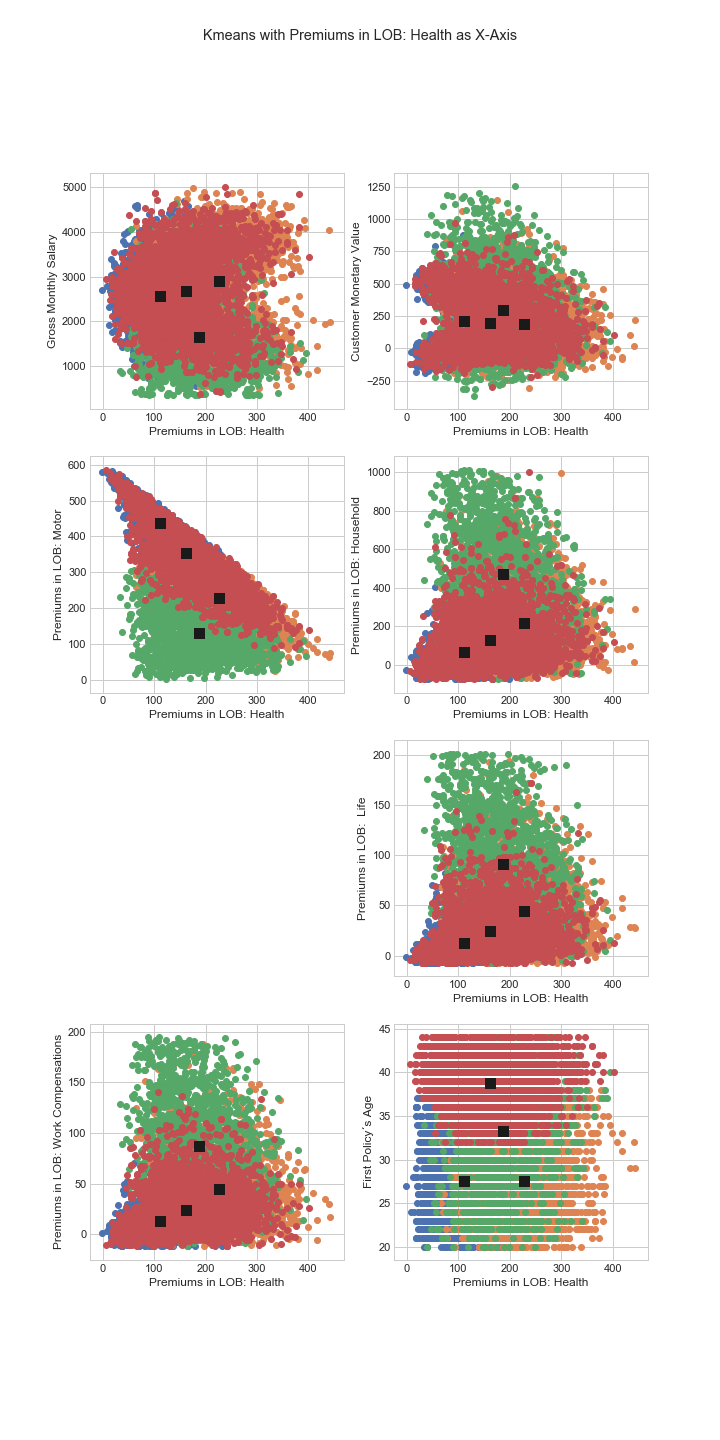 Kmeans with Premiums in LOB: Health as X-Axis
5000
4000
3000
2000
1000
Gross Monthly Salary
0 100 200 300 400
Premiums in LOB: Health
1250
1000
750
500
250
0
−250
Customer Monetary Value
0 100 200 300 400
Premiums in LOB: Health
600
500
400
300
200
100
0
Premiums in LOB: Motor
0 100 200 300 400
Premiums in LOB: Health
1000
800
600
400
200
0
Premiums in LOB: Household
0 100 200 300 400
Premiums in LOB: Health
200
150
100
50
0
Premiums in LOB:  Life
0 100 200 300 400
Premiums in LOB: Health
200
150
100
50
0
Premiums in LOB: Work Compensations
0 100 200 300 400
Premiums in LOB: Health
45
40
35
30
25
20
First Policy´s Age
0 100 200 300 400
Premiums in LOB: Health